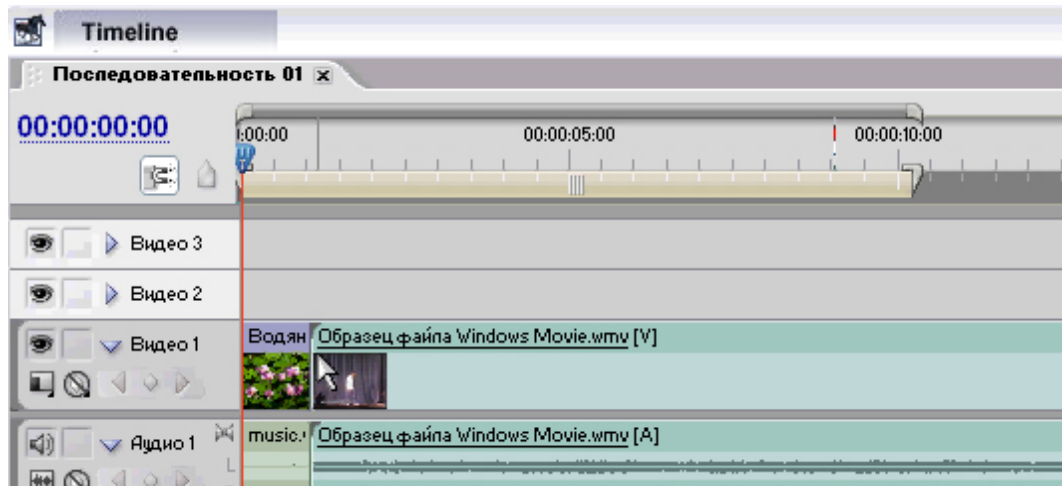 Timeline
Последовательность 01
00:00:00:00
:00:00 00:00:05:00 00:00:10:00
Видео 3
Видео 2
Видео 1
Водян Образец файла Windows Movie.wmv [V]
Аудио 1
music. Образец файла Windows Movie.wmv [A]